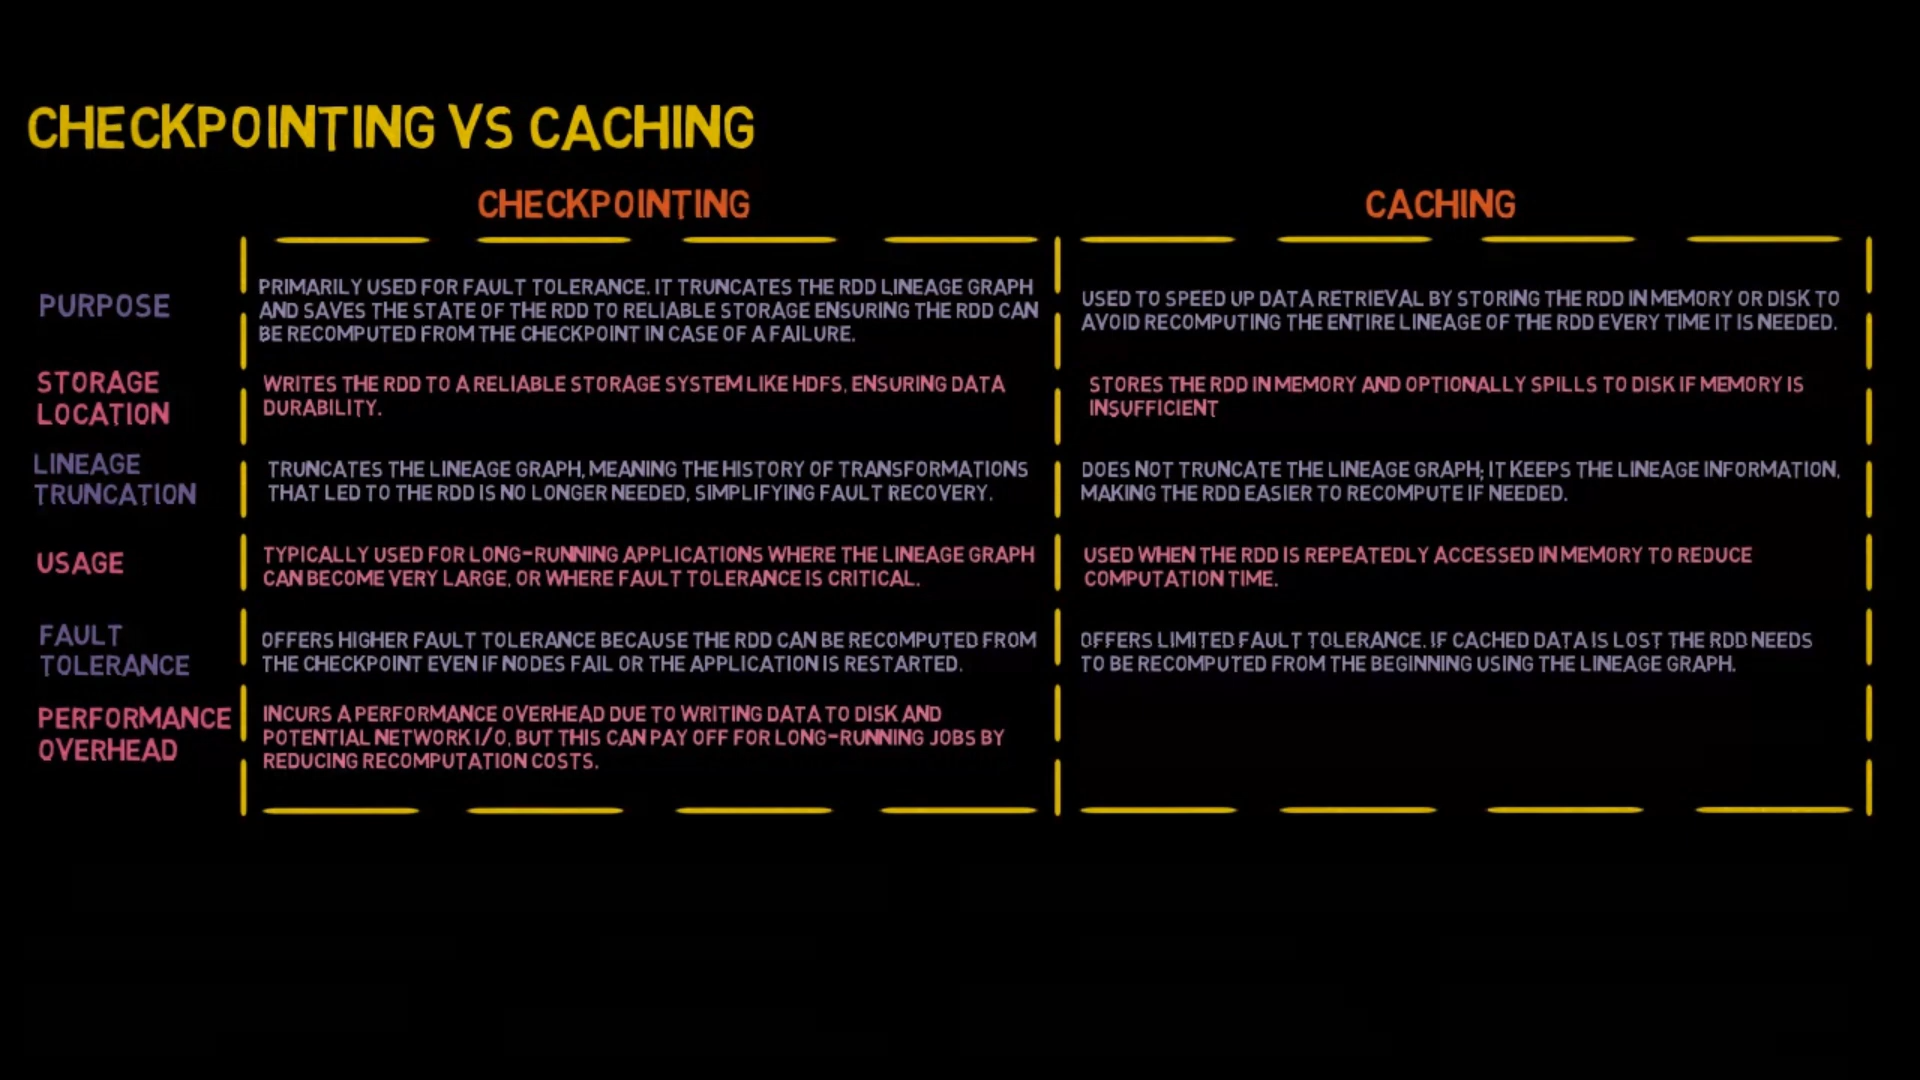 CHECKPOINTING VS CACHING
CHECKPOINTING
CACHING
PURPOSE
PRIMARILY USED FOR FAULT TOLERANCE. IT TRUNCATES THE RDD LINEAGE GRAPH
AND SAVES THE STATE OF THE RDD TO RELIABLE STORAGE ENSURING THE RDD CAN
BE RECOMPUTED FROM THE CHECKPOINT IN CASE OF A FAILURE.
USED TO SPEED UP DATA RETRIEVAL BY STORING THE RDD IN MEMORY OR DISK TO
AVOID RECOMPUTING THE ENTIRE LINEAGE OF THE RDD EVERY TIME IT IS NEEDED.
STORAGE
LOCATION
WRITES THE RDD TO A RELIABLE STORAGE SYSTEM LIKE HDFS, ENSURING DATA
DURABILITY.
STORES THE RDD IN MEMORY AND OPTIONALLY SPILLS TO DISK IF MEMORY IS
INSUFFICIENT
LINEAGE
TRUNCATION
TRUNCATES THE LINEAGE GRAPH, MEANING THE HISTORY OF TRANSFORMATIONS
THAT LED TO THE RDD IS NO LONGER NEEDED, SIMPLIFYING FAULT RECOVERY.
DOES NOT TRUNCATE THE LINEAGE GRAPH; IT KEEPS THE LINEAGE INFORMATION,
MAKING THE RDD EASIER TO RECOMPUTE IF NEEDED.
USAGE
TYPICALLY USED FOR LONG-RUNNING APPLICATIONS WHERE THE LINEAGE GRAPH
CAN BECOME VERY LARGE, OR WHERE FAULT TOLERANCE IS CRITICAL.
USED WHEN THE RDD IS REPEATEDLY ACCESSED IN MEMORY TO REDUCE
COMPUTATION TIME.
FAULT
TOLERANCE
OFFERS HIGHER FAULT TOLERANCE BECAUSE THE RDD CAN BE RECOMPUTED FROM
THE CHECKPOINT EVEN IF NODES FAIL OR THE APPLICATION IS RESTARTED.
OFFERS LIMITED FAULT TOLERANCE. IF CACHED DATA IS LOST THE RDD NEEDS
TO BE RECOMPUTED FROM THE BEGINNING USING THE LINEAGE GRAPH.
PERFORMANCE
OVERHEAD
INCURS A PERFORMANCE OVERHEAD DUE TO WRITING DATA TO DISK AND
POTENTIAL NETWORK I/O, BUT THIS CAN PAY OFF FOR LONG-RUNNING JOBS BY
REDUCING RECOMPUTATION COSTS.